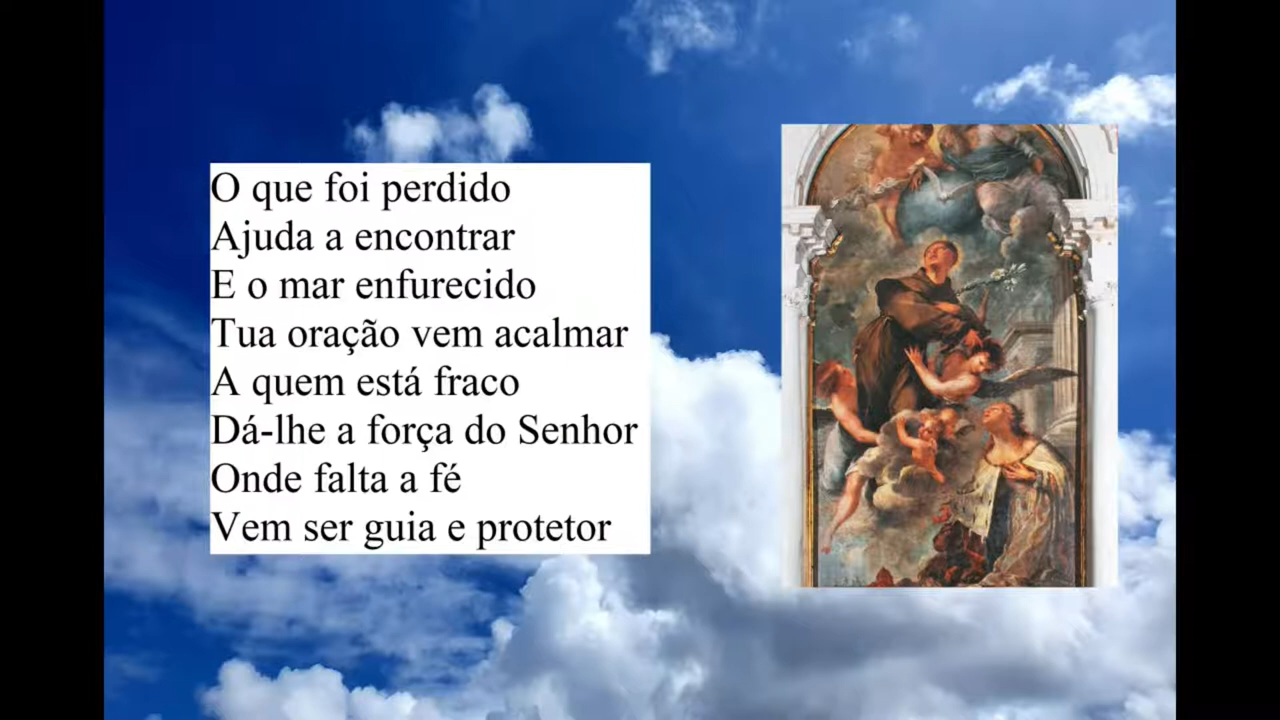 O que foi perdido
Ajuda a encontrar
E o mar enfurecido
Tua oração vem acalmar
A quem está fraco
Dá-lhe a força do Senhor
Onde falta a fé
Vem ser guia e protetor